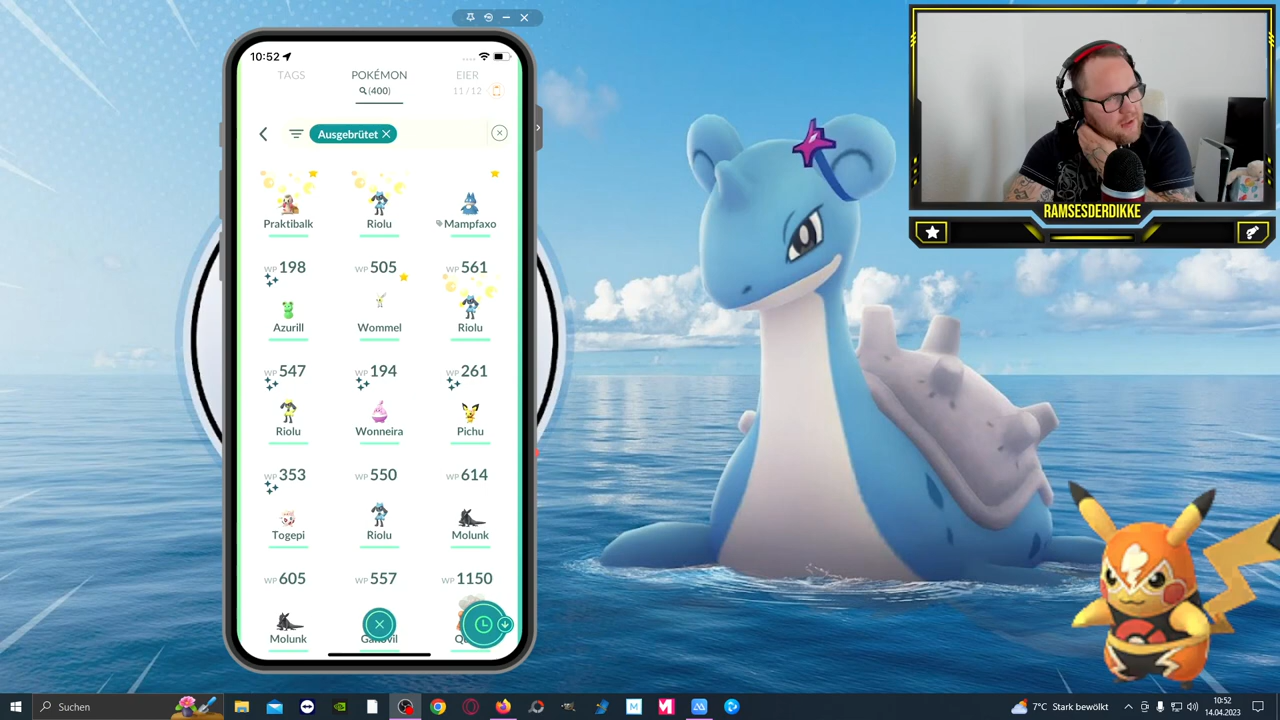 10:52
TAGS
POKÉMON
EIER
(400)
11 / 12
Ausgebrütet
Praktibalk
Riolu
Mampfaxo
WP 198
WP 505
WP 561
Azurill
Wommel
Riolu
WP 547
WP 194
WP 261
Riolu
Wonneira
Pichu
WP 353
WP 550
WP 614
Togepi
Riolu
Molunk
WP 605
WP 557
WP 1150
Molunk
RAMSESDERDIKKE
Suchen
7°C Stark bewölkt
10:52
14.04.2023